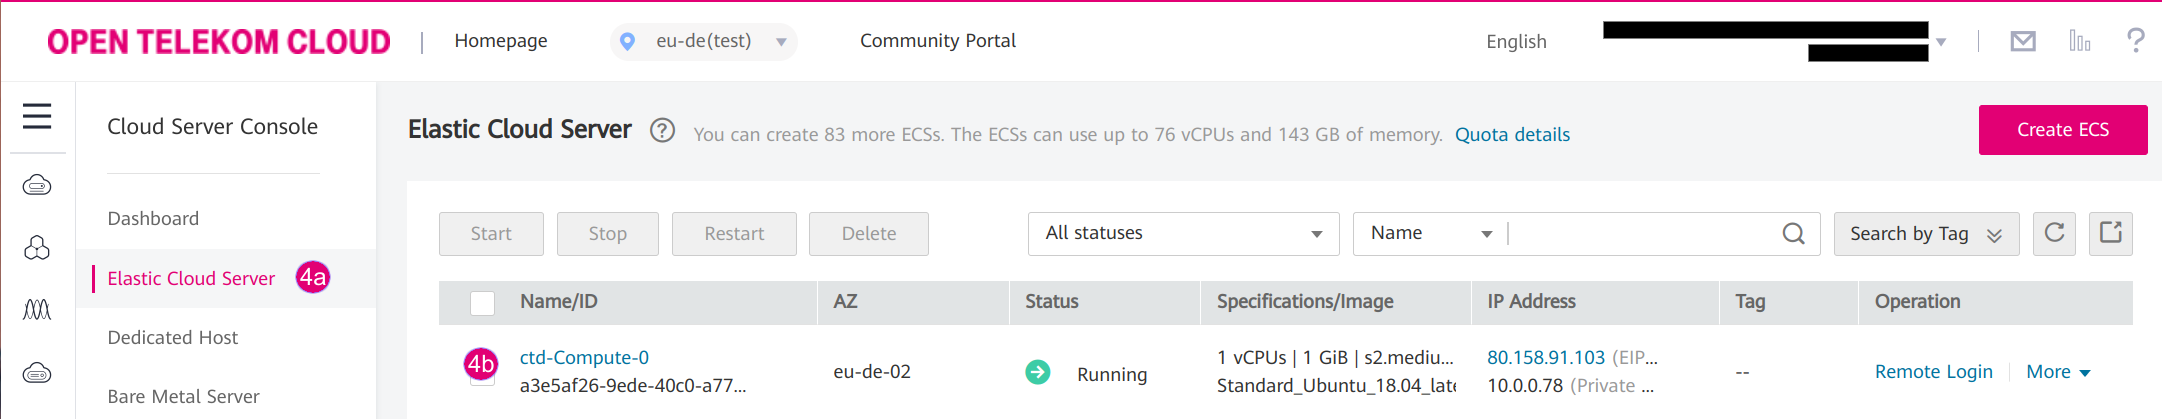 OPEN TELEKOM CLOUD | Homepage eu-de(test) Community Portal English
Cloud Server Console
Dashboard
Elastic Cloud Server 4a
Dedicated Host
Bare Metal Server
Elastic Cloud Server ? You can create 83 more ECSs. The ECSs can use up to 76 vCPUs and 143 GB of memory. Quota details Create ECS
Start Stop Restart Delete All statuses Name Search by Tag
Name/ID AZ Status Specifications/Image IP Address Tag Operation
4b
ctd-Compute-0 1 vCPUs | 1 GiB | s2.mediu... 80.158.91.103 (EIP...
eu-de-02 Running -- Remote Login More
a3e5af26-9ede-40c0-a77... Standard_Ubuntu_18.04_late 10.0.0.78 (Private ...